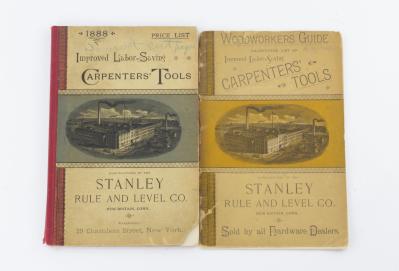 1888 PRICE LIST
Improved Labor-Saving
CARPENTERS' TOOLS
STANLEY
RULE AND LEVEL CO.
NEW BRITAIN, CONN.
29 Chambers Street, New York.
WOODWORKERS GUIDE
Improved Labor-Saving
CARPENTERS' TOOLS
STANLEY
RULE AND LEVEL CO.
NEW BRITAIN, CONN.
Sold by all Hardware Dealers.